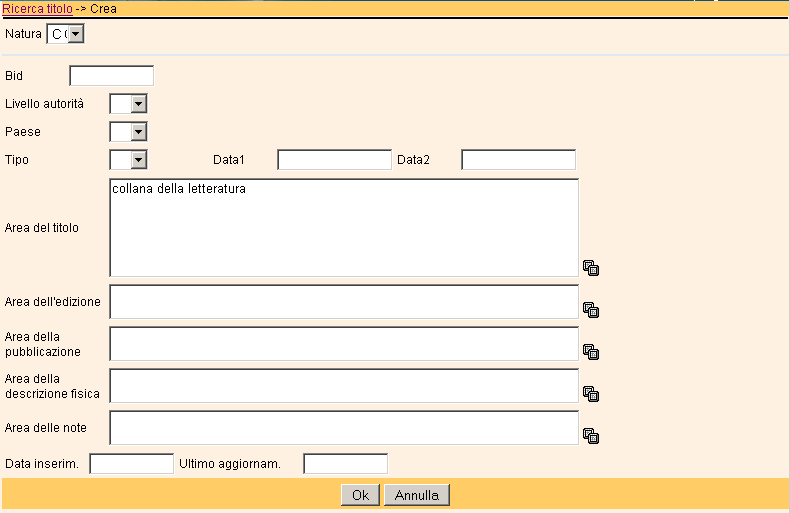 Ricerca titolo -> Crea
Natura C
Bid
Livello autorità
Paese
Tipo Data1 Data2
collana della letteratura
Area del titolo
Area dell'edizione
Area della
pubblicazione
Area della
descrizione fisica
Area delle note
Data inserim. Ultimo aggiornam.
Ok Annulla